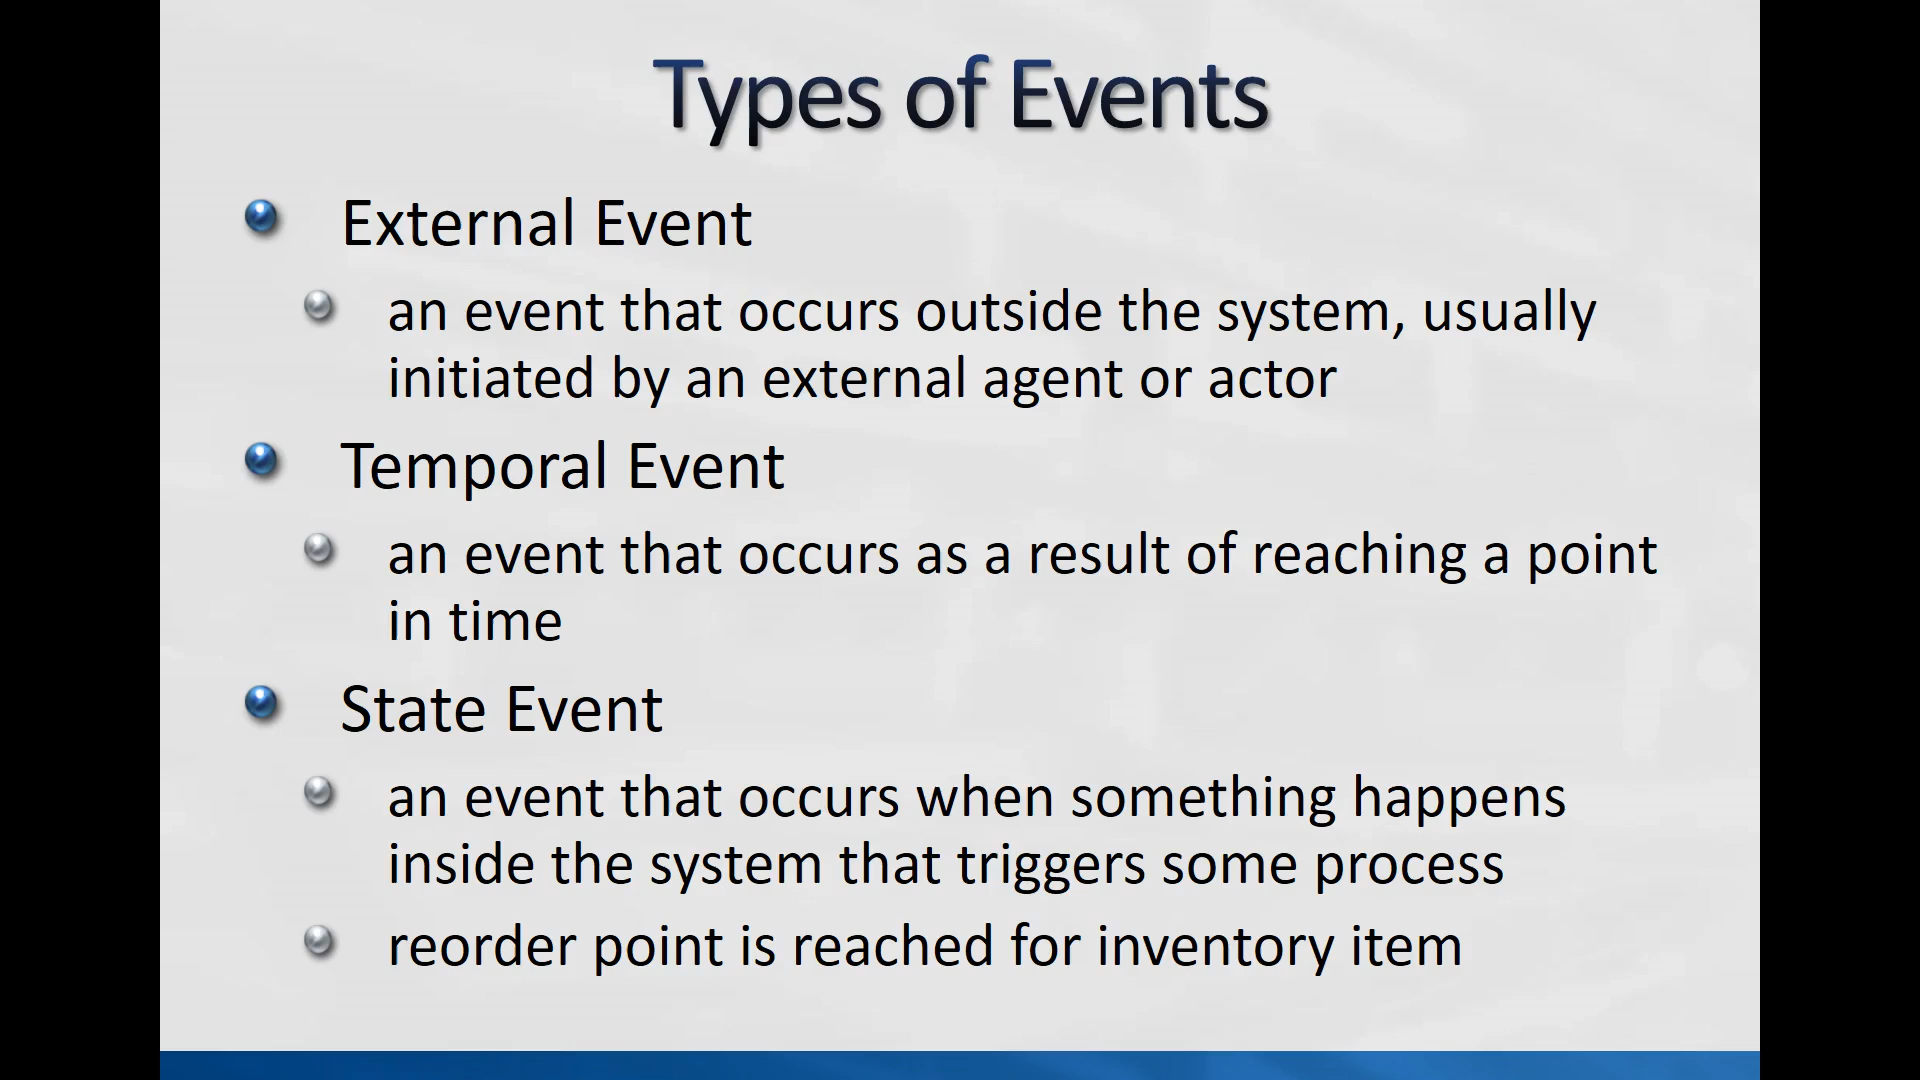 Types of Events
External Event
an event that occurs outside the system, usually
initiated by an external agent or actor
Temporal Event
an event that occurs as a result of reaching a point
in time
State Event
an event that occurs when something happens
inside the system that triggers some process
reorder point is reached for inventory item